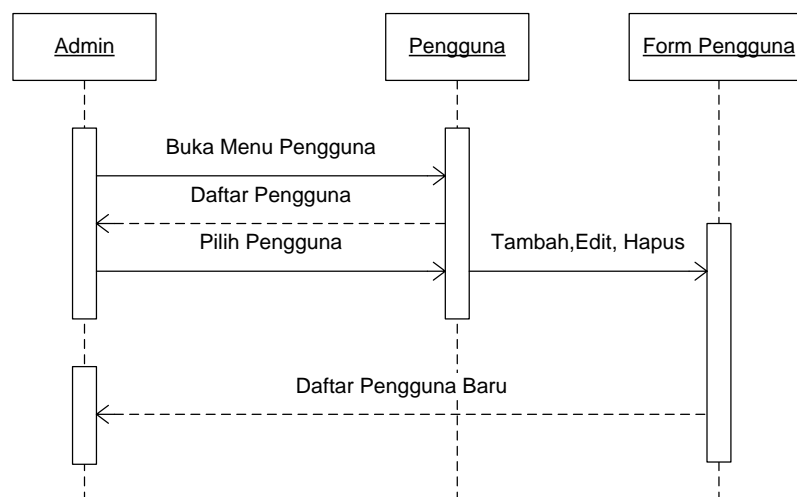 Admin
Pengguna
Form Pengguna
Buka Menu Pengguna
Daftar Pengguna
Pilih Pengguna
Tambah,Edit, Hapus
Daftar Pengguna Baru